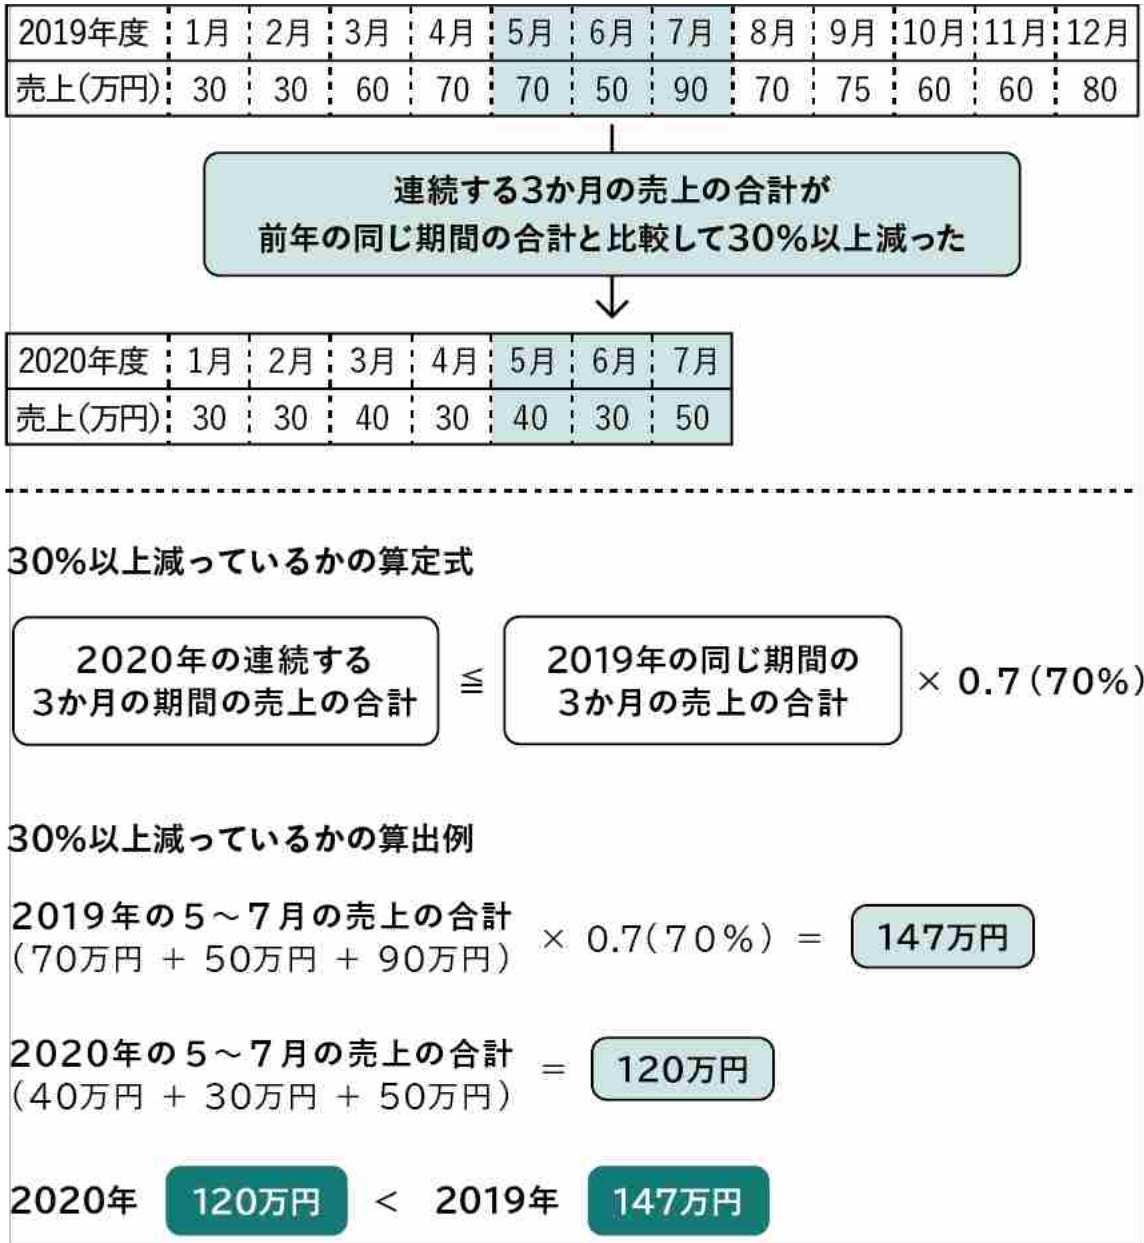 2019年度 1月 2月 3月 4月 5月 6月 7月 8月 9月 10月 11月 12月
売上(万円) 30 30 60 70 70 50 90 70 75 60 60 80
連続する3か月の売上の合計が
前年の同じ期間の合計と比較して30%以上減った
2020年度 1月 2月 3月 4月 5月 6月 7月
売上(万円) 30 30 40 30 40 30 50
30%以上減っているかの算定式
2020年の連続する
3か月の期間の売上の合計
≦
2019年の同じ期間の
3か月の売上の合計
× 0.7(70%)
30%以上減っているかの算出例
2019年の5～7月の売上の合計
(70万円 + 50万円 + 90万円)
× 0.7(70%) = 147万円
2020年の5～7月の売上の合計
(40万円 + 30万円 + 50万円)
= 120万円
2020年 120万円 < 2019年 147万円